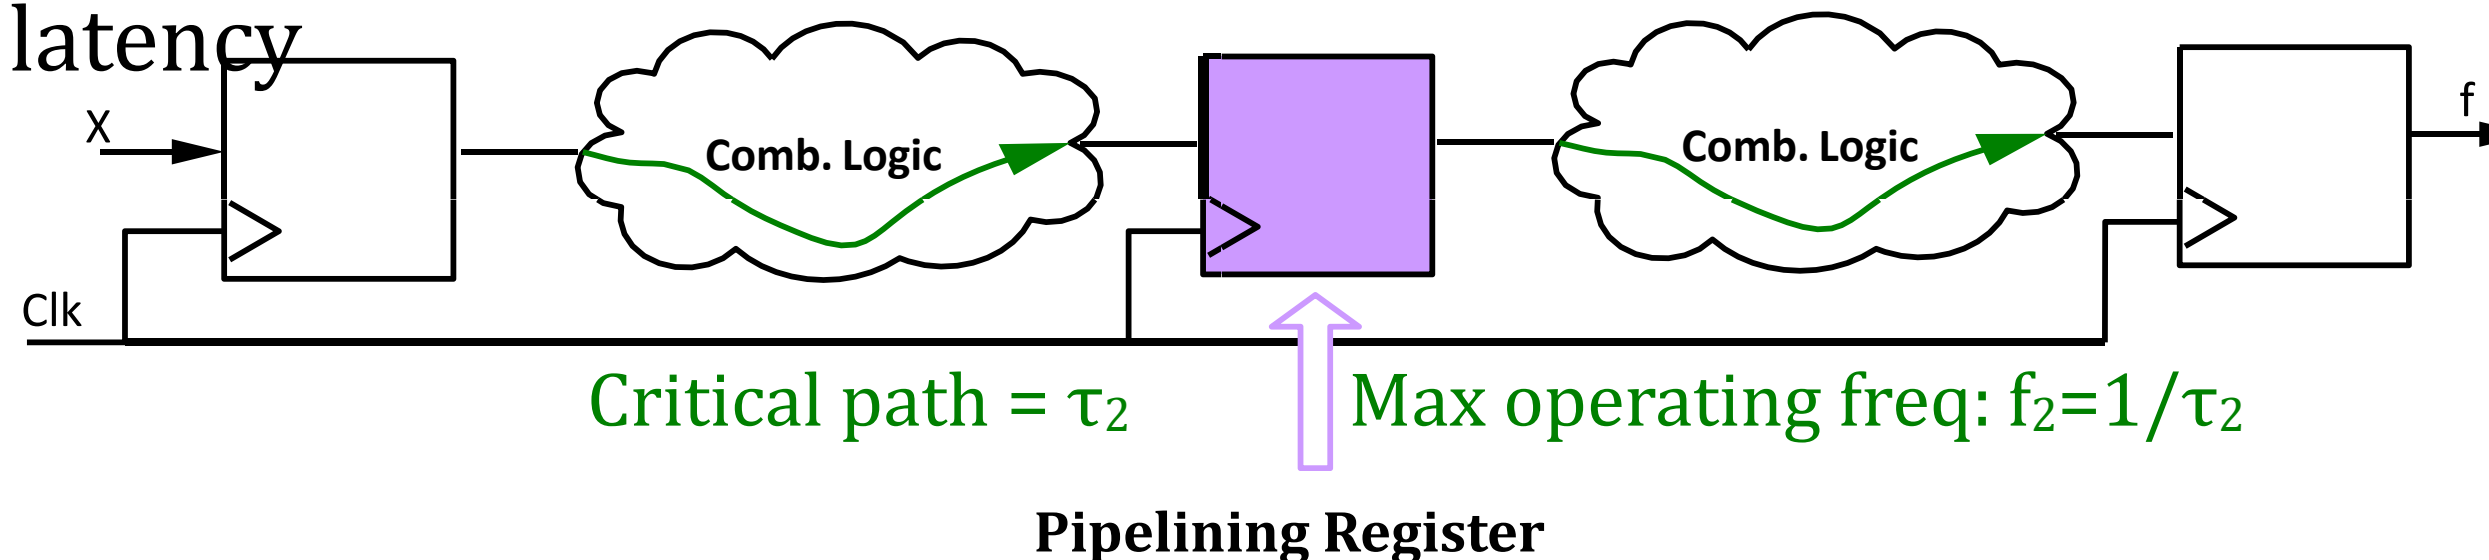 latency
X
Comb. Logic
Comb. Logic
f
Clk
Critical path = τ₂
Max operating freq: f₂=1/τ₂
Pipelining Register